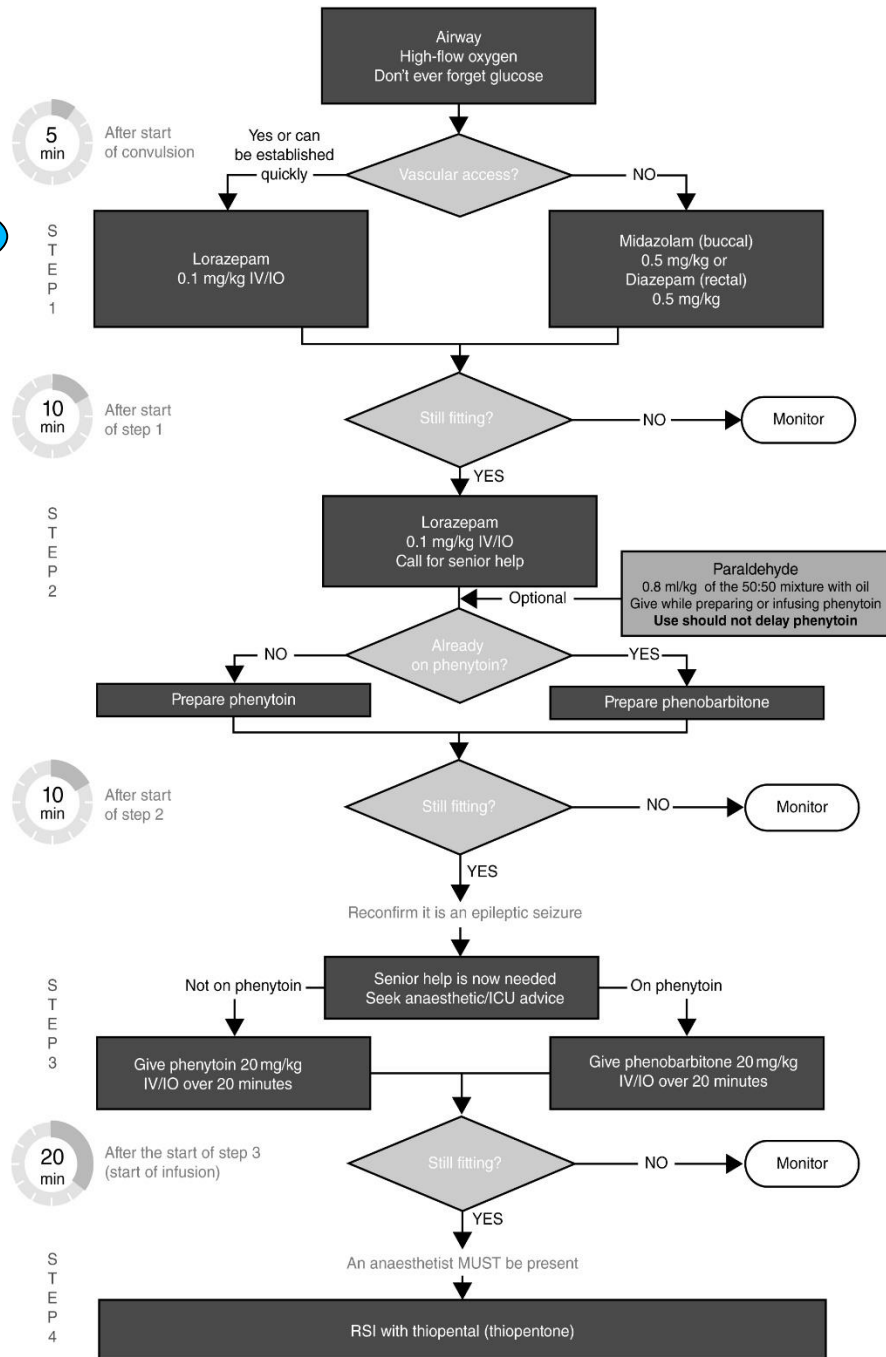 Airway
High-flow oxygen
Don't ever forget glucose
5
min
After start
of convulsion
Yes or can
be established
quickly
Vascular access?
NO
STEP 1
Lorazepam
0.1 mg/kg IV/IO
Midazolam (buccal)
0.5 mg/kg or
Diazepam (rectal)
0.5 mg/kg
10
min
After start
of step 1
Still fitting?
NO
Monitor
YES
STEP 2
Lorazepam
0.1 mg/kg IV/IO
Call for senior help
Optional
Paraldehyde
0.8 ml/kg of the 50:50 mixture with oil
Give while preparing or infusing phenytoin
Use should not delay phenytoin
Already
on phenytoin?
NO
YES
Prepare phenytoin
Prepare phenobarbitone
10
min
After start
of step 2
Still fitting?
NO
Monitor
YES
Reconfirm it is an epileptic seizure
STEP 3
Not on phenytoin
Senior help is now needed
Seek anaesthetic/ICU advice
On phenytoin
Give phenytoin 20 mg/kg
IV/IO over 20 minutes
Give phenobarbitone 20 mg/kg
IV/IO over 20 minutes
20
min
After the start of step 3
(start of infusion)
Still fitting?
NO
Monitor
YES
An anaesthetist MUST be present
STEP 4
RSI with thiopental (thiopentone)